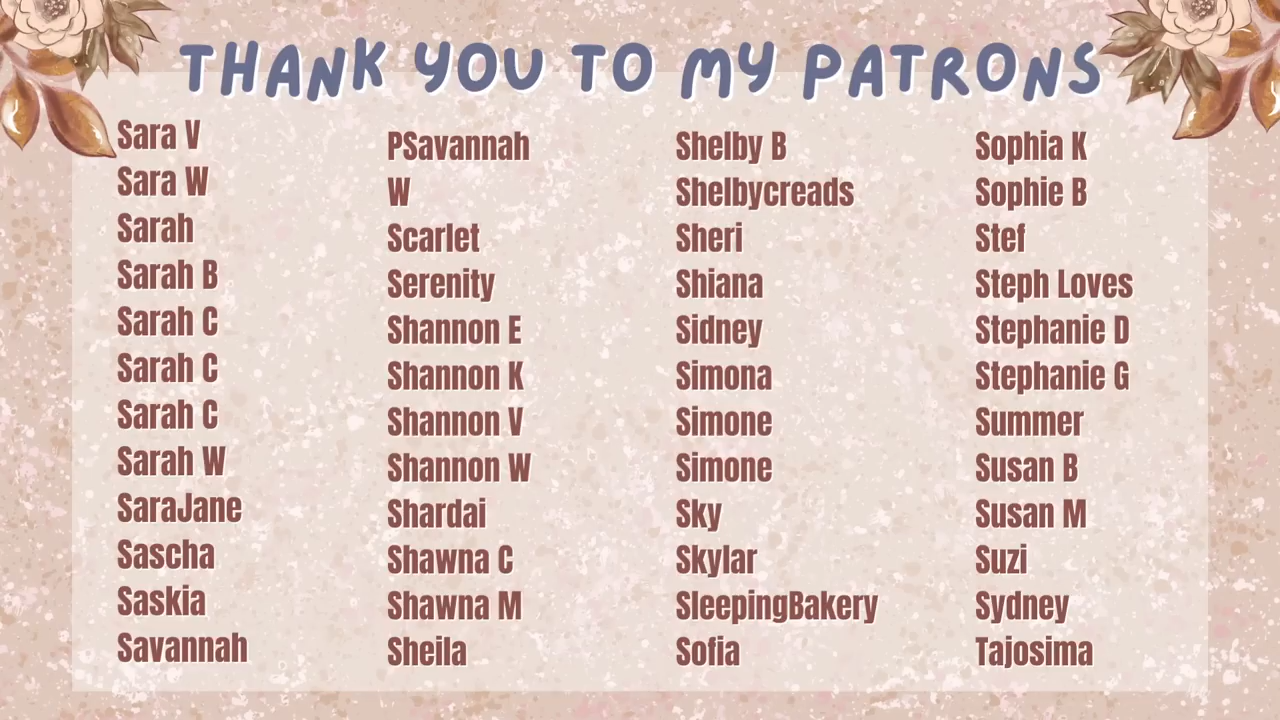 THANK YOU TO MY PATRONS
Sara V
Sara W
Sarah
Sarah B
Sarah C
Sarah C
Sarah C
Sarah W
SaraJane
Sascha
Saskia
Savannah
PSavannah
W
Scarlet
Serenity
Shannon E
Shannon K
Shannon V
Shannon W
Shardai
Shawna C
Shawna M
Sheila
Shelby B
Shelbycreads
Sheri
Shiana
Sidney
Simona
Simone
Simone
Sky
Skylar
SleepingBakery
Sofia
Sophia K
Sophie B
Stef
Steph Loves
Stephanie D
Stephanie G
Summer
Susan B
Susan M
Suzi
Sydney
Tajosima